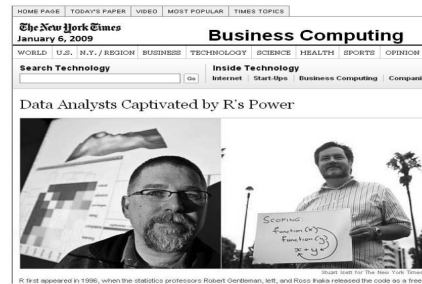 HOME PAGE TODAY'S PAPER VIDEO MOST POPULAR TIMES TOPICS
The New York Times
January 6, 2009
Business Computing
WORLD U.S. N.Y. / REGION BUSINESS TECHNOLOGY SCIENCE HEALTH SPORTS OPINION
Search Technology
Go
Inside Technology
Internet Start-Ups Business Computing Compani
Data Analysts Captivated by R's Power
SCOPING:
function(x)
function(y)
x + y
Stuart Isett for The New York Times
R first appeared in 1996, when the statistics professors Robert Gentleman, left, and Ross Ihaka released the code as a free